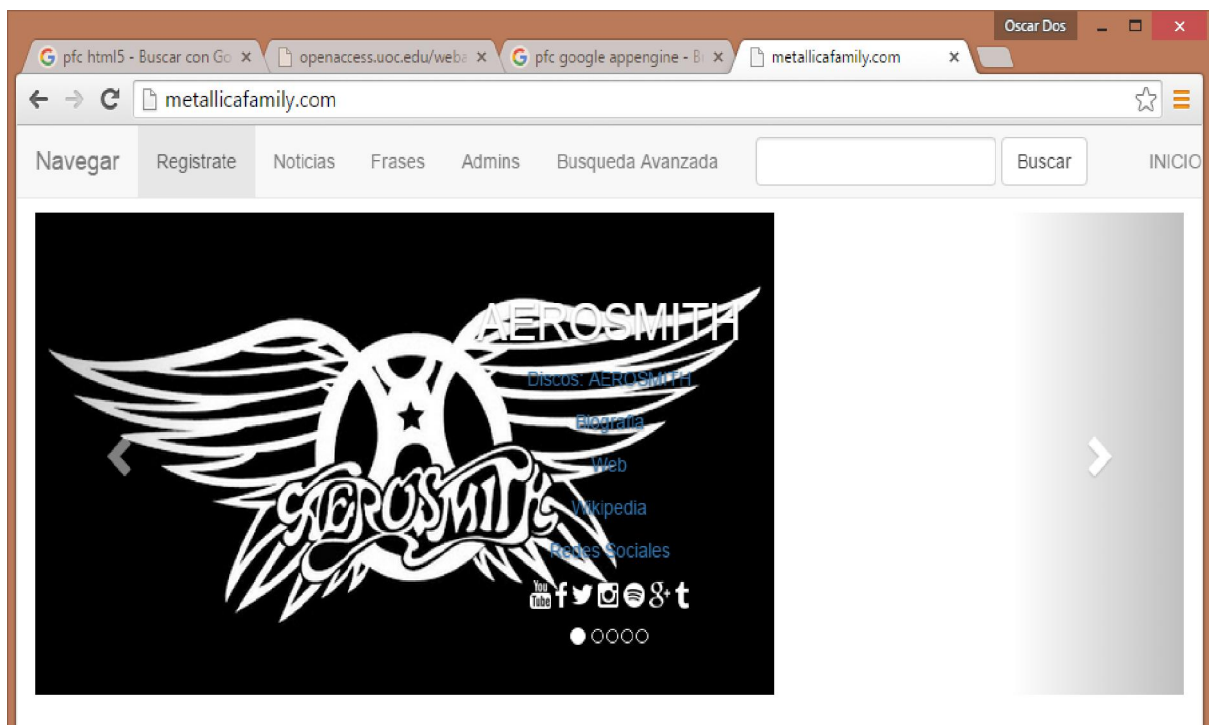 Oscar Dos
pfc html5 - Buscar con Go
openaccess.uoc.edu/weba
pfc google appengine - B
metallicafamily.com
metallicafamily.com
Navegar Registrate Noticias Frases Admins Busqueda Avanzada Buscar INICIO
AEROSMITH
Discos: AEROSMITH
Biografia
Web
Wikipedia
AEROSMITH
Redes Sociales
You
Tube